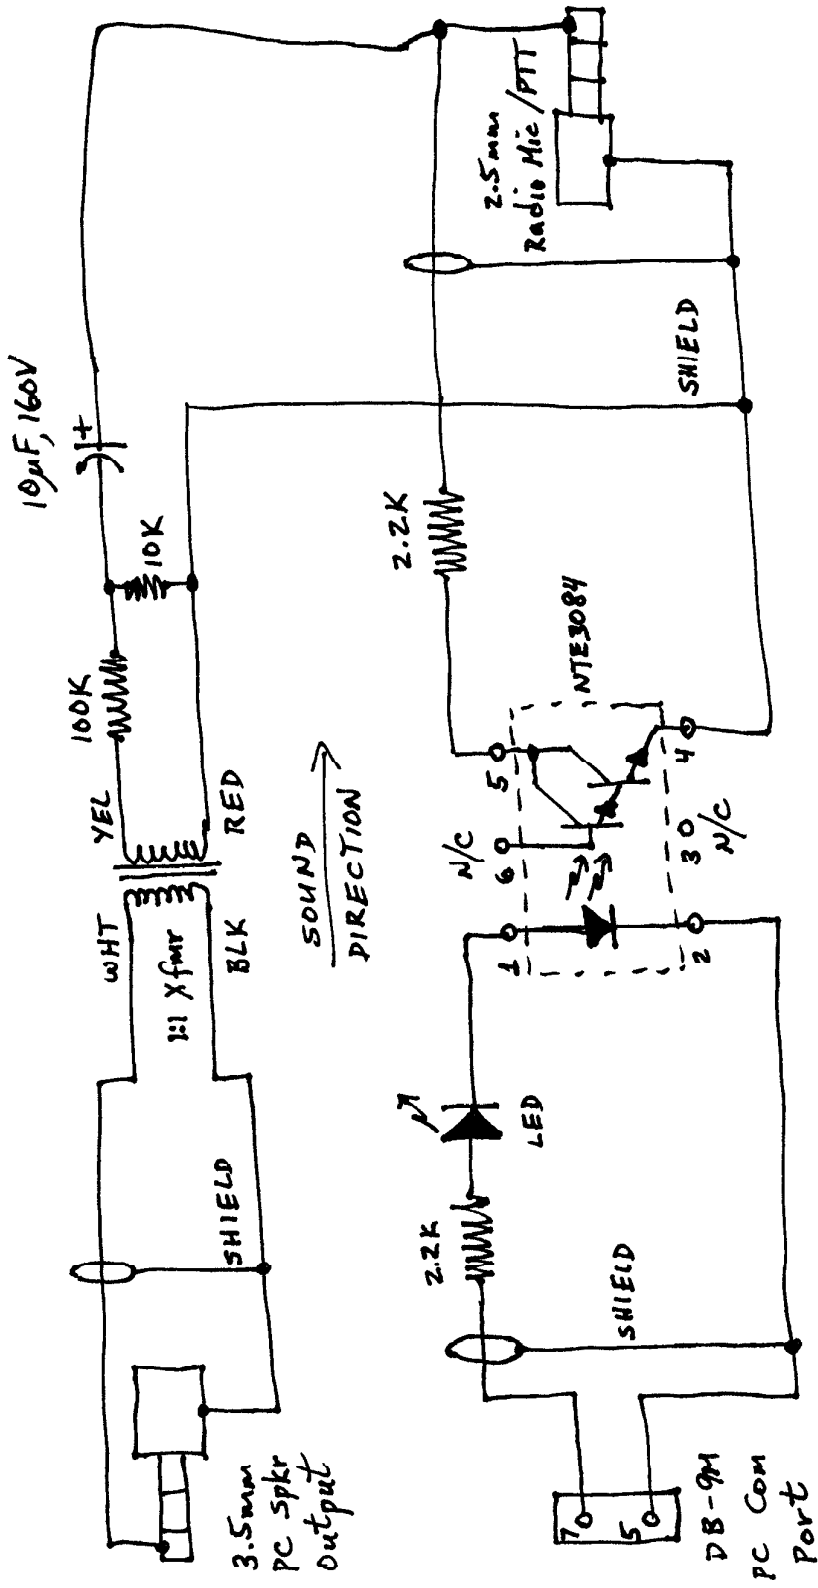 3.5mm
PC Spkr
Output
SHIELD
WHT
BLK
1:1 Xfmr
YEL
RED
100K
10K
10µF, 160V
+
SOUND
DIRECTION
2.5mm
Radio Mic/PTT
SHIELD
2.2K
NTE3084
5
4
N/C
6
3
N/C
1
2
LED
2.2K
SHIELD
7
5
DB-9M
PC Com
Port